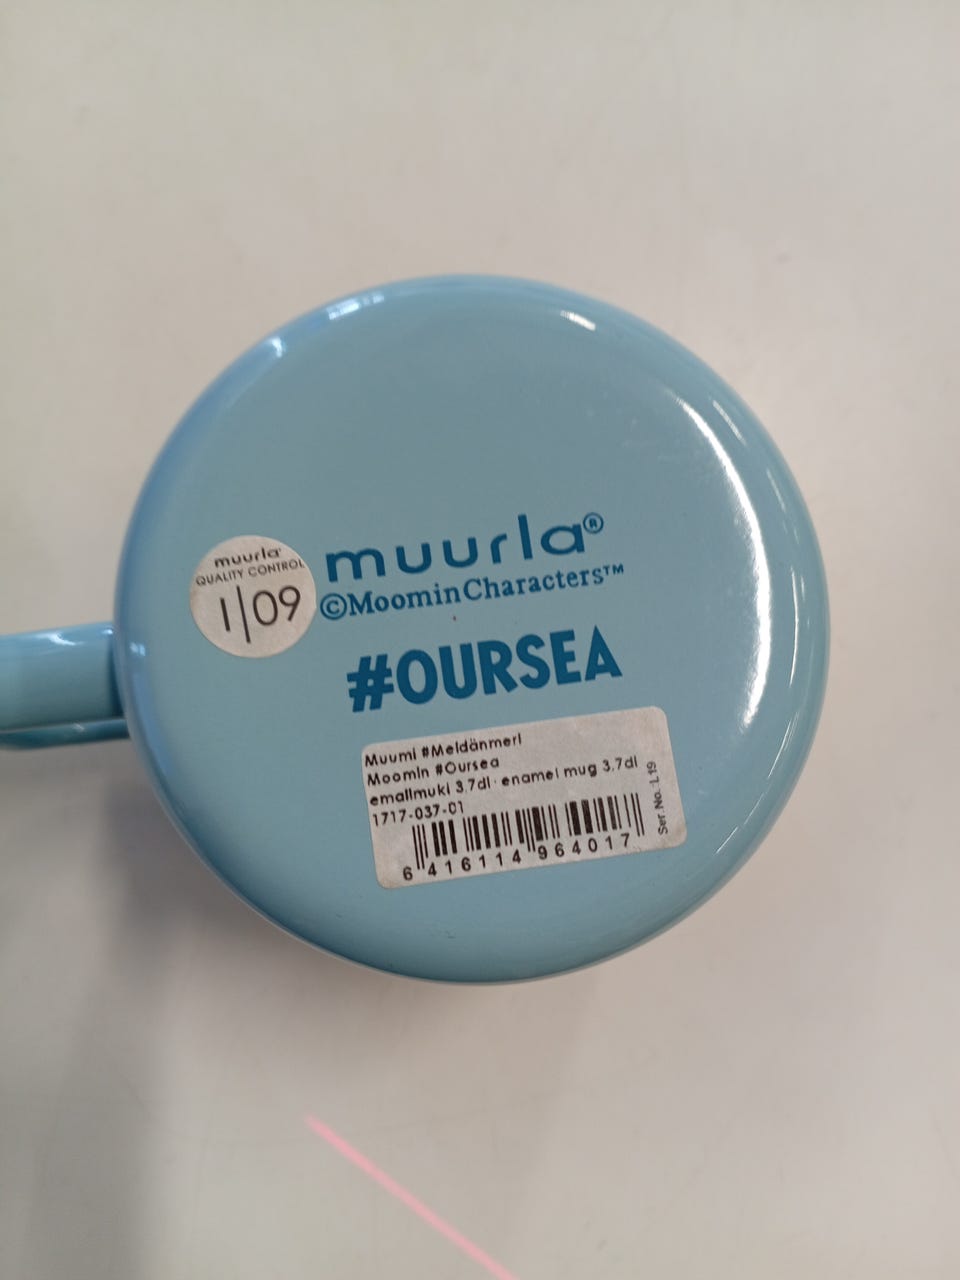 muurla®
QUALITY CONTROL
1|09
muurla®
©MoominCharacters™
#OURSEA
Muumi #Meidänmeri
Moomin #Oursea
emalimuki 3.7dl · enamel mug 3.7dl
1717-037-01
6 416114 964017
Ser. No.: L19